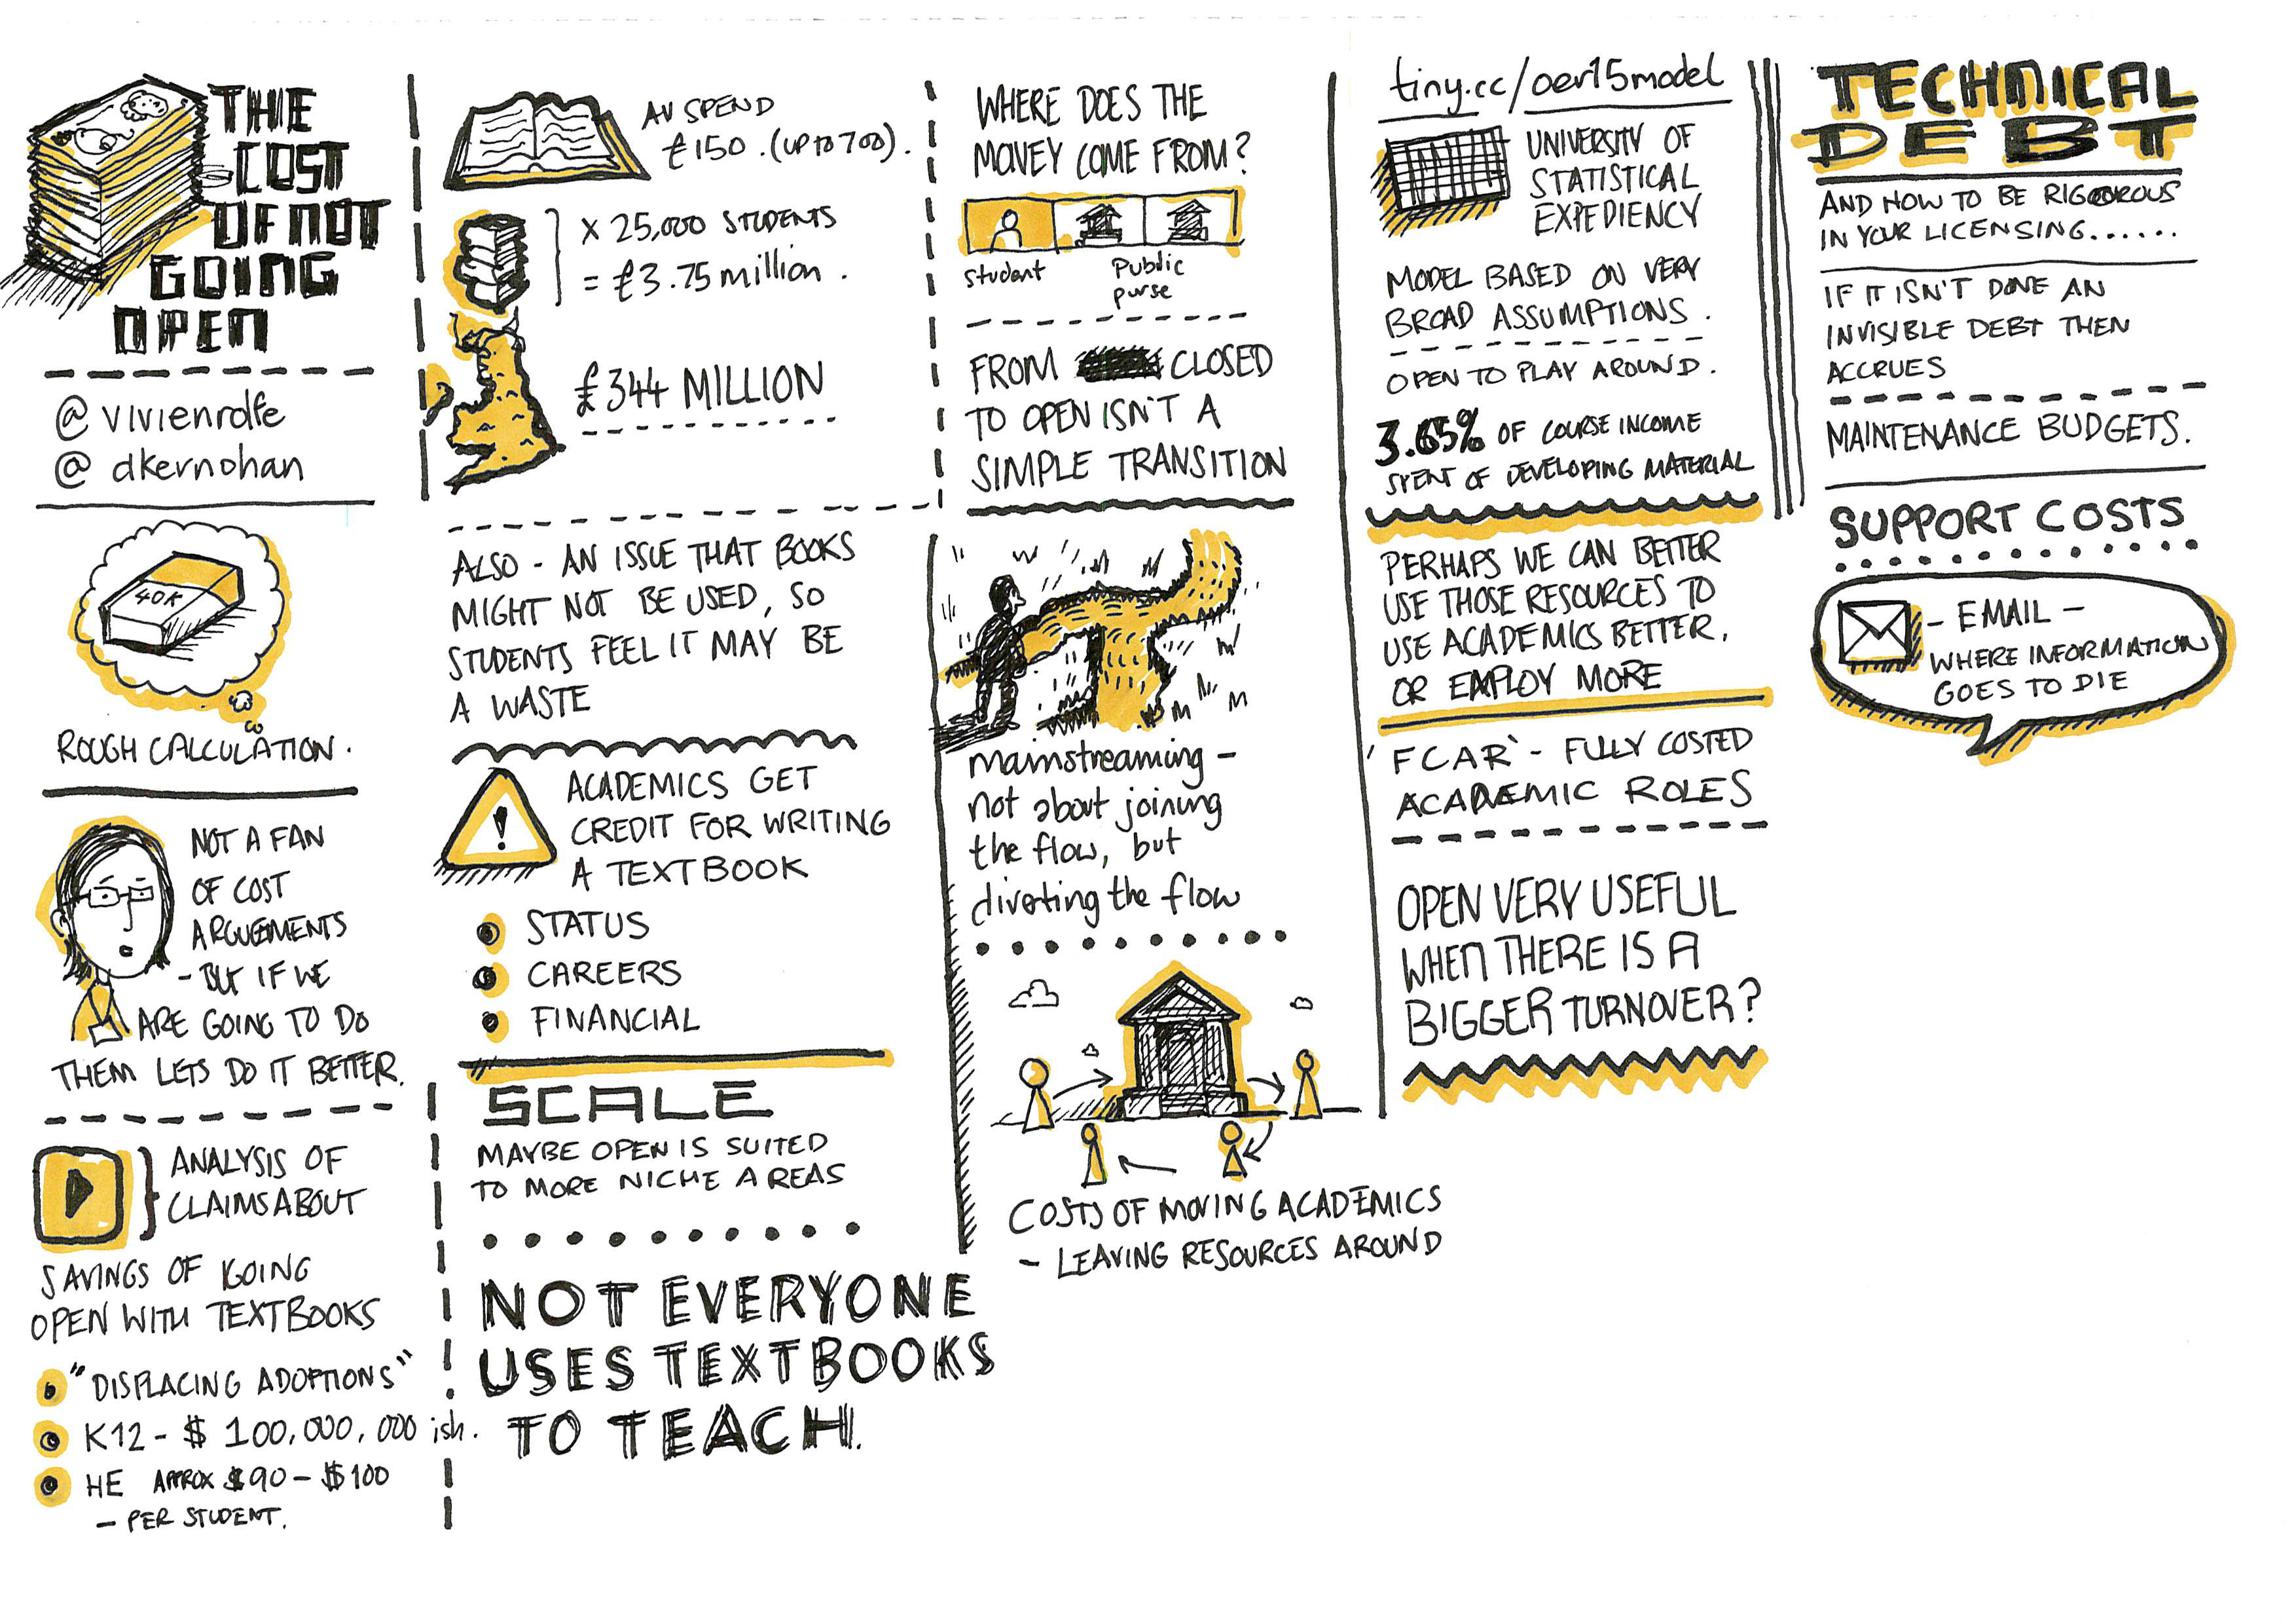 THE
COST
OF NOT
GOING
OPEN
@ vivienrolfe
@ dkernohan
40K
ROUGH CALCULATION.
NOT A FAN
OF COST
ARGUEMENTS
- BUT IF WE
ARE GOING TO DO
THEM LETS DO IT BETTER.
ANALYSIS OF
CLAIMS ABOUT
SAVINGS OF GOING
OPEN WITH TEXTBOOKS
"DISPLACING ADOPTIONS"
K12 - $ 100,000,000 ish.
HE APPROX $90 - $100
- PER STUDENT.
AV SPEND
£150. (UP TO 700).
X 25,000 STUDENTS
= £3.75 million.
£344 MILLION
ALSO - AN ISSUE THAT BOOKS
MIGHT NOT BE USED, SO
STUDENTS FEEL IT MAY BE
A WASTE
!
ACADEMICS GET
CREDIT FOR WRITING
A TEXTBOOK
STATUS
CAREERS
FINANCIAL
SCALE
MAYBE OPEN IS SUITED
TO MORE NICHE AREAS
NOT EVERYONE
USES TEXTBOOKS
TO TEACH.
WHERE DOES THE
MONEY COME FROM?
student
Public
purse
FROM CLOSED
TO OPEN ISN'T A
SIMPLE TRANSITION
mainstreaming -
not about joining
the flow, but
diverting the flow
COSTS OF MOVING ACADEMICS
- LEAVING RESOURCES AROUND
tiny.cc/oer15model
UNIVERSITY OF
STATISTICAL
EXPEDIENCY
MODEL BASED ON VERY
BROAD ASSUMPTIONS.
OPEN TO PLAY AROUND.
3.65% OF COURSE INCOME
SPENT OF DEVELOPING MATERIAL
PERHAPS WE CAN BETTER
USE THOSE RESOURCES TO
USE ACADEMICS BETTER.
OR EMPLOY MORE
'FCAR' - FULLY COSTED
ACADEMIC ROLES
OPEN VERY USEFUL
WHEN THERE IS A
BIGGER TURNOVER?
TECHNICAL
DEBT
AND HOW TO BE RIGOROUS
IN YOUR LICENSING......
IF IT ISN'T DONE AN
INVISIBLE DEBT THEN
ACCRUES
MAINTENANCE BUDGETS.
SUPPORT COSTS
- EMAIL -
WHERE INFORMATION
GOES TO DIE